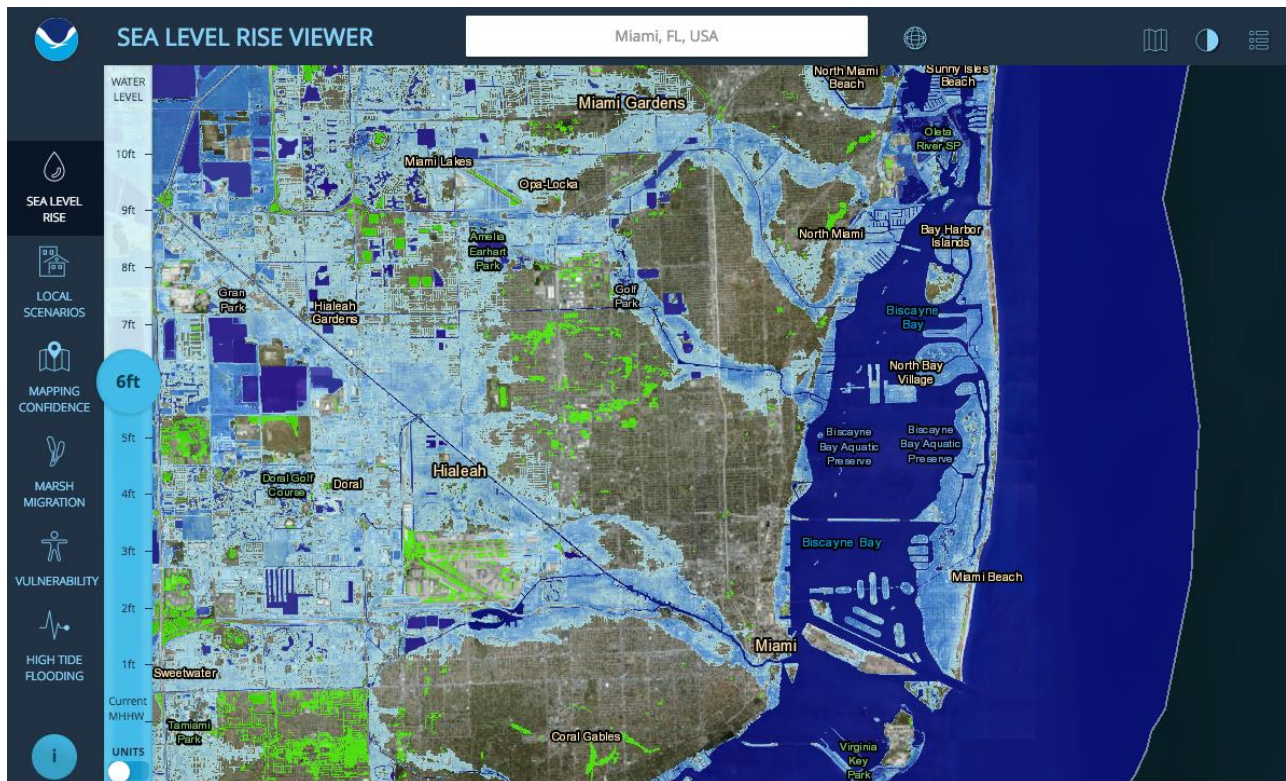 SEA LEVEL RISE VIEWER
Miami, FL, USA
WATER
LEVEL
10ft
9ft
8ft
7ft
6ft
5ft
4ft
3ft
2ft
1ft
Current
MHHW
UNITS
SEA LEVEL
RISE
LOCAL
SCENARIOS
MAPPING
CONFIDENCE
MARSH
MIGRATION
VULNERABILITY
HIGH TIDE
FLOODING
i
North Miami
Beach
Sunny Isles
Beach
Miami Gardens
Oleta
River SP
Miami Lakes
Opa-Locka
North Miami
Bay Harbor
Islands
Amelia
Earhart
Park
Gran
Park
Hialeah
Gardens
Golf
Park
Biscayne
Bay
North Bay
Village
Biscayne
Bay Aquatic
Preserve
Biscayne
Bay Aquatic
Preserve
Hialeah
Doral Golf
Course
Doral
Biscayne Bay
Miami Beach
Miami
Sweetwater
Tamiami
Park
Coral Gables
Virginia
Key
Park